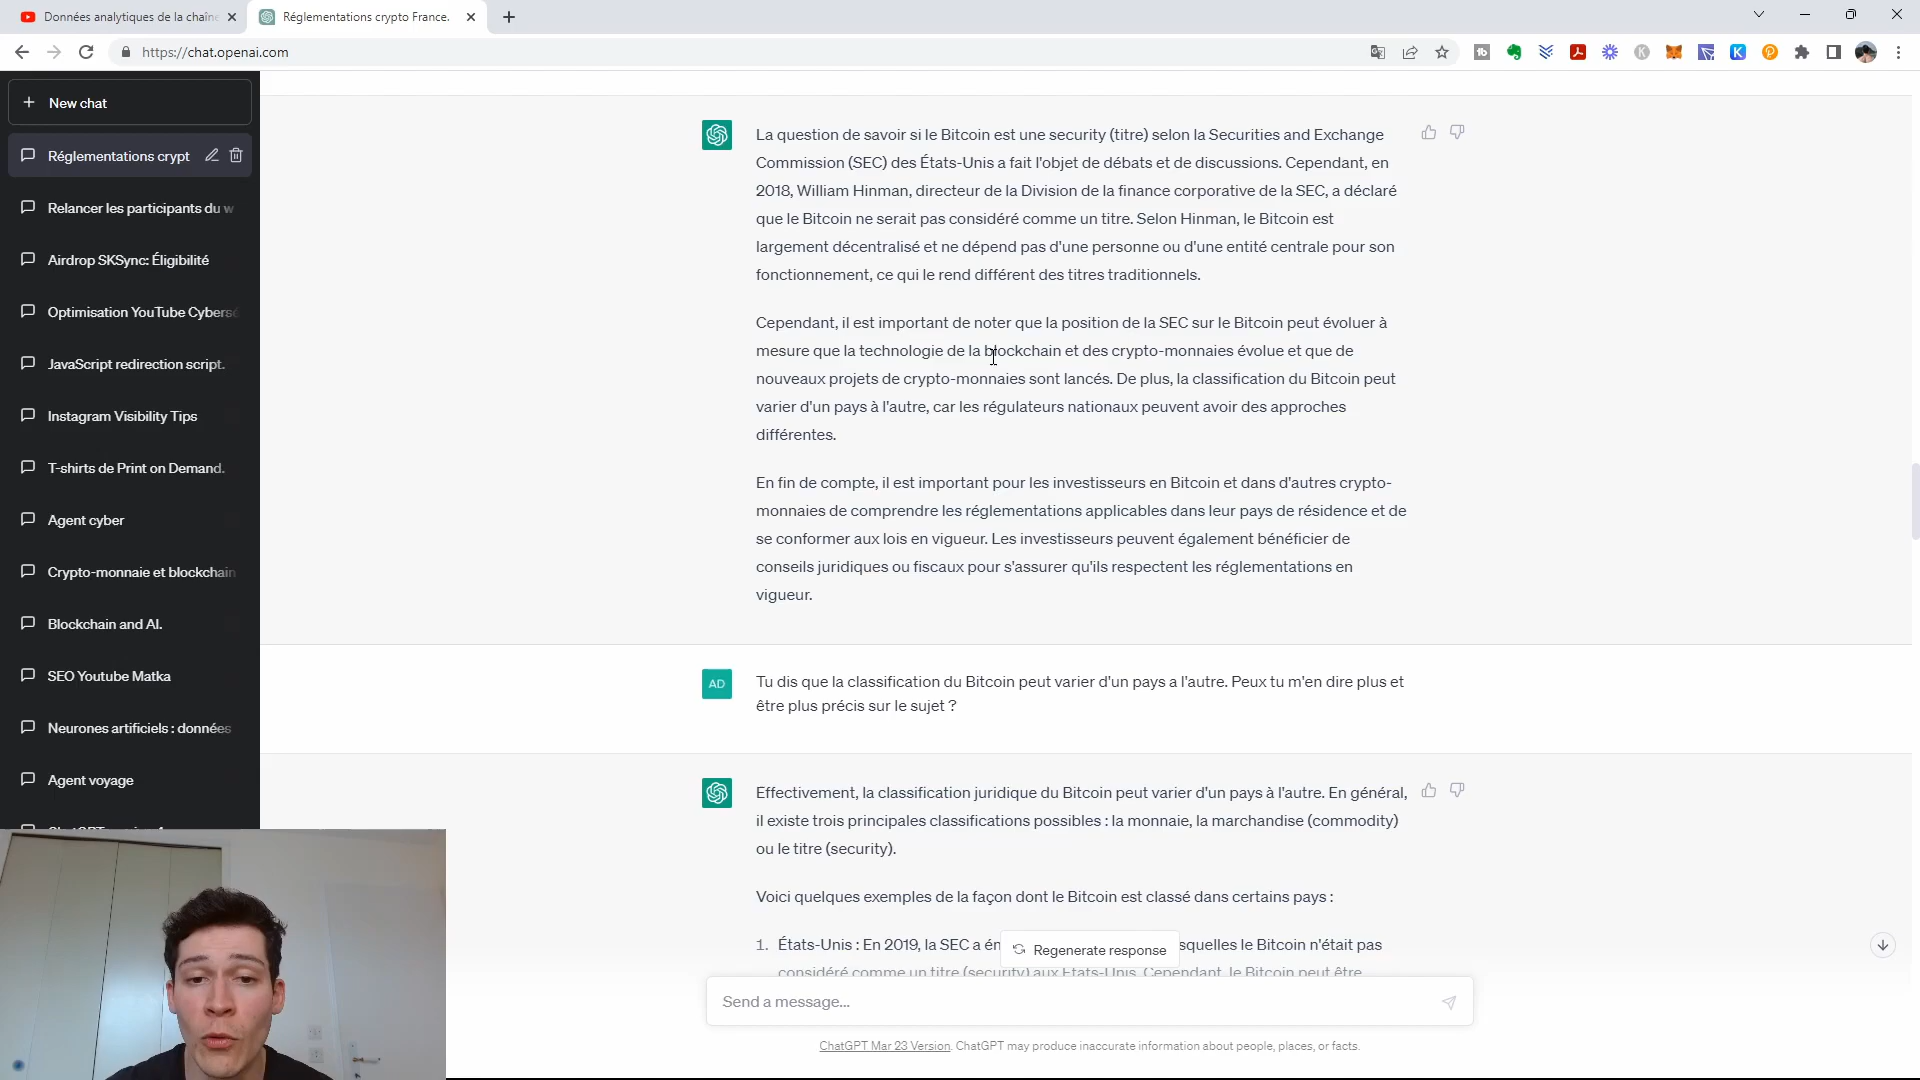 Données analytiques de la chaîne
Réglementations crypto France.
https://chat.openai.com
New chat
Réglementations crypt
Relancer les participants du w
Airdrop SKSync: Éligibilité
Optimisation YouTube Cybers
JavaScript redirection script.
Instagram Visibility Tips
T-shirts de Print on Demand.
Agent cyber
Crypto-monnaie et blockchain
Blockchain and AI.
SEO Youtube Matka
Neurones artificiels : données
Agent voyage
La question de savoir si le Bitcoin est une security (titre) selon la Securities and Exchange
Commission (SEC) des États-Unis a fait l'objet de débats et de discussions. Cependant, en
2018, William Hinman, directeur de la Division de la finance corporative de la SEC, a déclaré
que le Bitcoin ne serait pas considéré comme un titre. Selon Hinman, le Bitcoin est
largement décentralisé et ne dépend pas d'une personne ou d'une entité centrale pour son
fonctionnement, ce qui le rend différent des titres traditionnels.
Cependant, il est important de noter que la position de la SEC sur le Bitcoin peut évoluer à
mesure que la technologie de la blockchain et des crypto-monnaies évolue et que de
nouveaux projets de crypto-monnaies sont lancés. De plus, la classification du Bitcoin peut
varier d'un pays à l'autre, car les régulateurs nationaux peuvent avoir des approches
différentes.
En fin de compte, il est important pour les investisseurs en Bitcoin et dans d'autres crypto-
monnaies de comprendre les réglementations applicables dans leur pays de résidence et de
se conformer aux lois en vigueur. Les investisseurs peuvent également bénéficier de
conseils juridiques ou fiscaux pour s'assurer qu'ils respectent les réglementations en
vigueur.
AD
Tu dis que la classification du Bitcoin peut varier d'un pays a l'autre. Peux tu m'en dire plus et
être plus précis sur le sujet ?
Effectivement, la classification juridique du Bitcoin peut varier d'un pays à l'autre. En général,
il existe trois principales classifications possibles : la monnaie, la marchandise (commodity)
ou le titre (security).
Voici quelques exemples de la façon dont le Bitcoin est classé dans certains pays :
1. États-Unis : En 2019, la SEC a én squelles le Bitcoin n'était pas
Regenerate response
considéré comme un titre (security) aux États-Unis. Cependant, le Bitcoin peut être
Send a message...
ChatGPT Mar 23 Version. ChatGPT may produce inaccurate information about people, places, or facts.